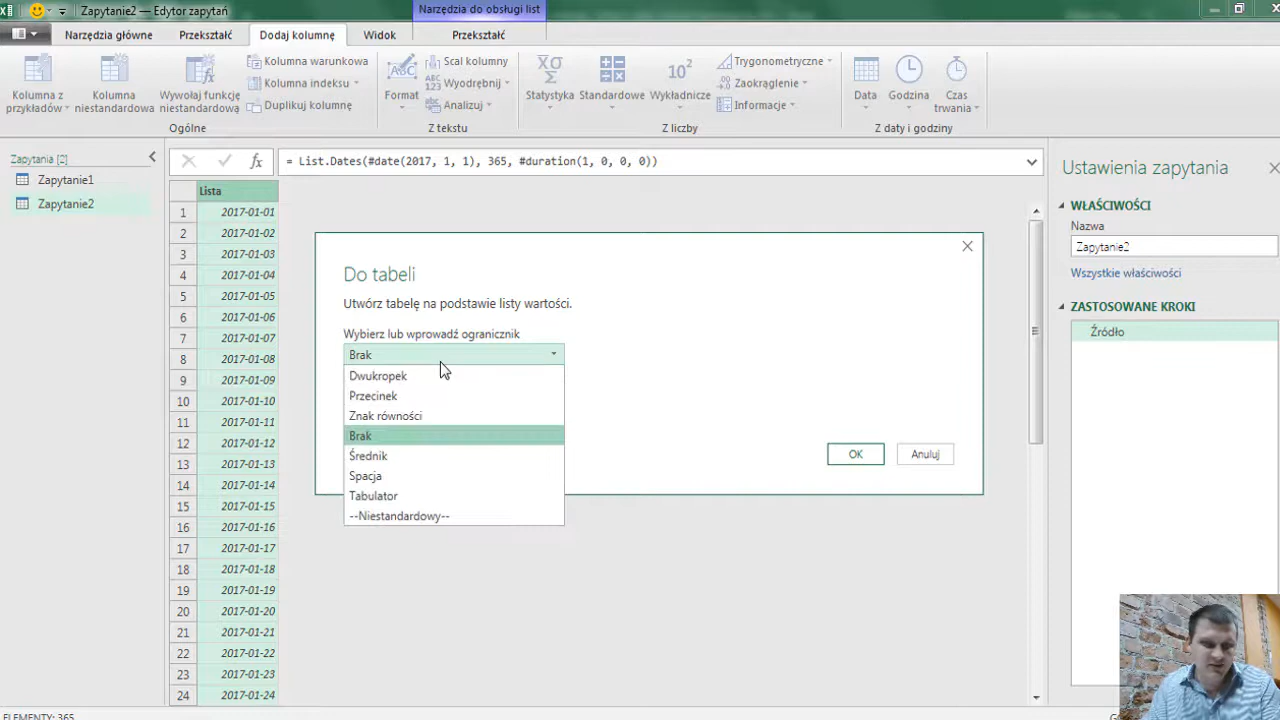 Zapytanie2 — Edytor zapytań
Narzędzia do obsługi list
Narzędzia główne
Przekształć
Dodaj kolumnę
Widok
Przekształć
Kolumna z
przykładów
Kolumna
niestandardowa
Wywołaj funkcję
niestandardową
Kolumna warunkowa
Kolumna indeksu
Duplikuj kolumnę
Ogólne
Format
Scal kolumny
Wyodrębnij
Analizuj
Z tekstu
Statystyka
Standardowe
Wykładnicze
Trygonometryczne
Zaokrąglenie
Informacje
Z liczby
Data
Godzina
Czas
trwania
Z daty i godziny
Zapytania [2]
Zapytanie1
Zapytanie2
= List.Dates(#date(2017, 1, 1), 365, #duration(1, 0, 0, 0))
Lista
1 2017-01-01
2 2017-01-02
3 2017-01-03
4 2017-01-04
5 2017-01-05
6 2017-01-06
7 2017-01-07
8 2017-01-08
9 2017-01-09
10 2017-01-10
11 2017-01-11
12 2017-01-12
13 2017-01-13
14 2017-01-14
15 2017-01-15
16 2017-01-16
17 2017-01-17
18 2017-01-18
19 2017-01-19
20 2017-01-20
21 2017-01-21
22 2017-01-22
23 2017-01-23
24 2017-01-24
ELEMENTY: 365
Do tabeli
Utwórz tabelę na podstawie listy wartości.
Wybierz lub wprowadź ogranicznik
Brak
Dwukropek
Przecinek
Znak równości
Brak
Średnik
Spacja
Tabulator
--Niestandardowy--
OK
Anuluj
Ustawienia zapytania
WŁAŚCIWOŚCI
Nazwa
Zapytanie2
Wszystkie właściwości
ZASTOSOWANE KROKI
Źródło